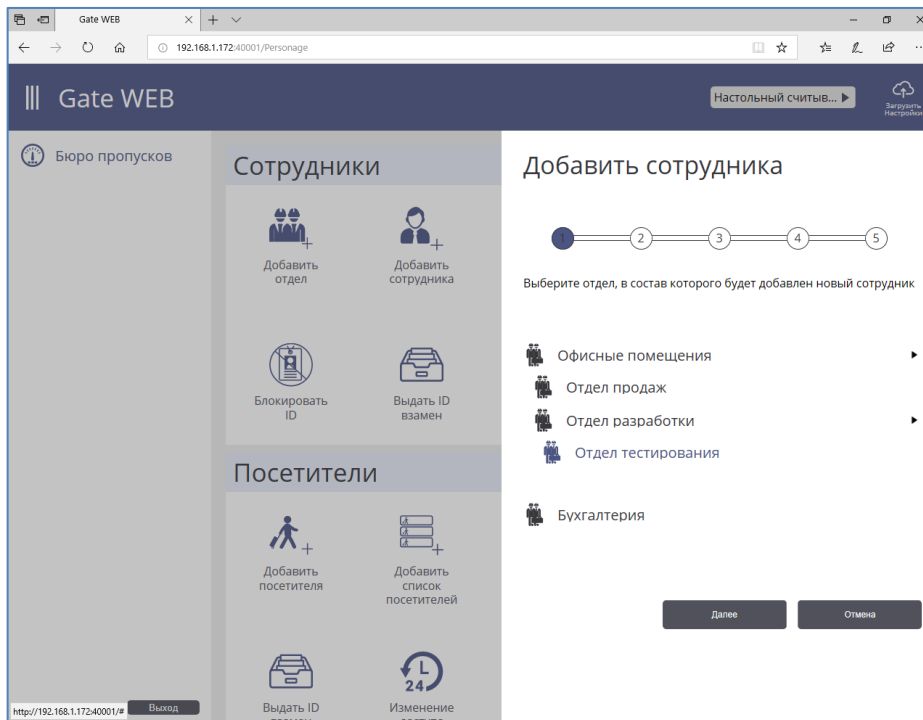 Gate WEB
192.168.1.172:40001/Personage
Gate WEB
Настольный считыв...
Загрузить
Настройки
Бюро пропусков
Сотрудники
Добавить
отдел
Добавить
сотрудника
Блокировать
ID
Выдать ID
взамен
Посетители
Добавить
посетителя
Добавить
список
посетителей
Выдать ID
24
Изменение
Добавить сотрудника
1
2
3
4
5
Выберите отдел, в состав которого будет добавлен новый сотрудник
Офисные помещения
Отдел продаж
Отдел разработки
Отдел тестирования
Бухгалтерия
Далее
Отмена
http://192.168.1.172:40001/#
Выход